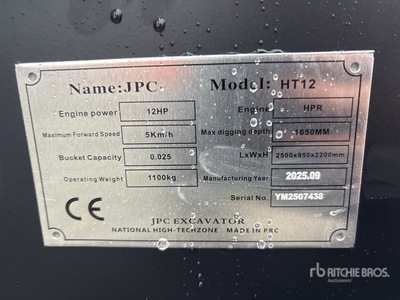 Name:JPC Model: HT12
Engine power 12HP Engine HPR
Maximum Forward Speed 5Km/h Max digging depth 1650MM
Bucket Capacity 0.025 LxWxH 2500x950x2200mm
Operating Weight 1100kg Manufacturing Year 2025.09
Serial No. YM2507438
CE
JPC EXCAVATOR
NATIONAL HIGH-TECHZONE MADE IN PRC
rb RITCHIE BROS.
Auctioneers